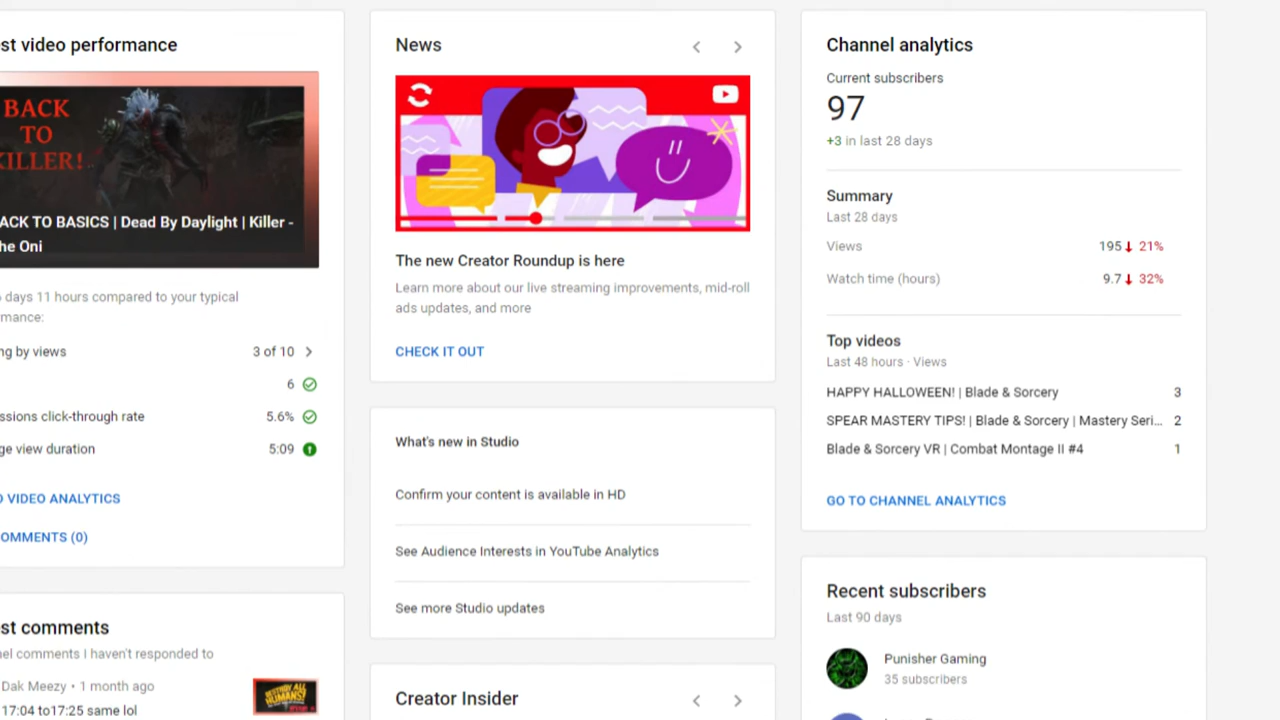 st video performance
BACK
TO
KILLER!
ACK TO BASICS | Dead By Daylight | Killer -
he Oni
days 11 hours compared to your typical
mance:
ng by views
3 of 10
6
ssions click-through rate
5.6%
ge view duration
5:09
O VIDEO ANALYTICS
OMMENTS (0)
st comments
nel comments I haven't responded to
Dak Meezy • 1 month ago
17:04 to17:25 same lol
DESTROY ALL
HUMANS!
News
The new Creator Roundup is here
Learn more about our live streaming improvements, mid-roll
ads updates, and more
CHECK IT OUT
What's new in Studio
Confirm your content is available in HD
See Audience Interests in YouTube Analytics
See more Studio updates
Creator Insider
Channel analytics
Current subscribers
97
+3 in last 28 days
Summary
Last 28 days
Views
195 21%
Watch time (hours)
9.7 32%
Top videos
Last 48 hours · Views
HAPPY HALLOWEEN! | Blade & Sorcery 3
SPEAR MASTERY TIPS! | Blade & Sorcery | Mastery Seri... 2
Blade & Sorcery VR | Combat Montage II #4 1
GO TO CHANNEL ANALYTICS
Recent subscribers
Last 90 days
Punisher Gaming
35 subscribers